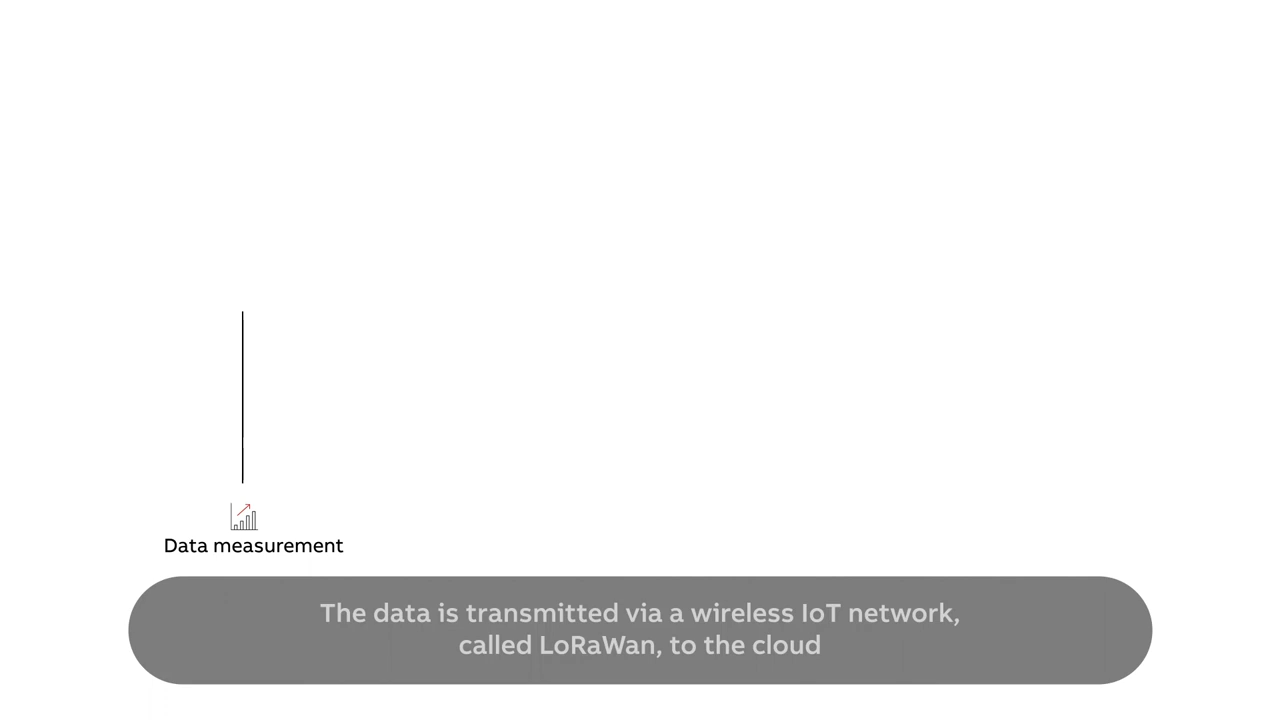 Data measurement
The data is transmitted via a wireless IoT network,
called LoRaWan, to the cloud